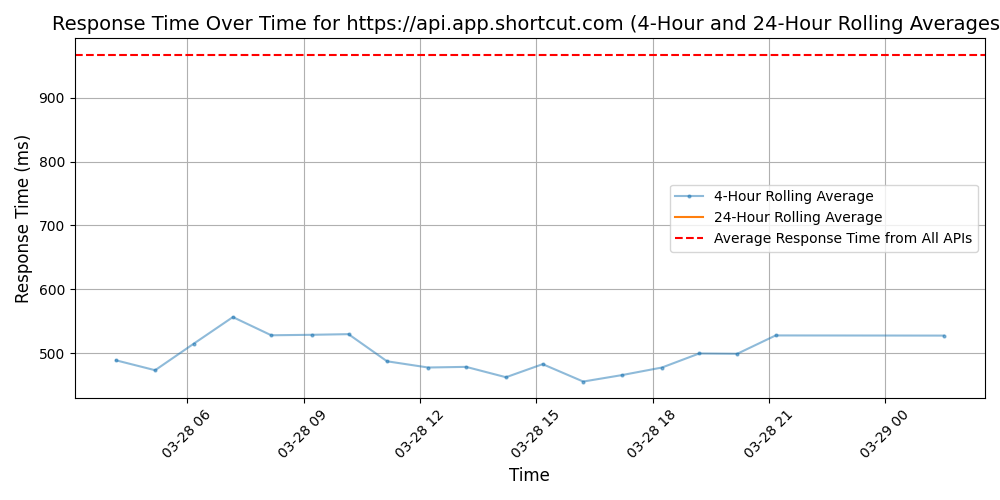 Response Time Over Time for https://api.app.shortcut.com (4-Hour and 24-Hour Rolling Averages
Response Time (ms)
900
800
700
600
500
4-Hour Rolling Average
24-Hour Rolling Average
Average Response Time from All APIs
03-28 06
03-28 09
03-28 12
03-28 15
03-28 18
03-28 21
03-29 00
Time